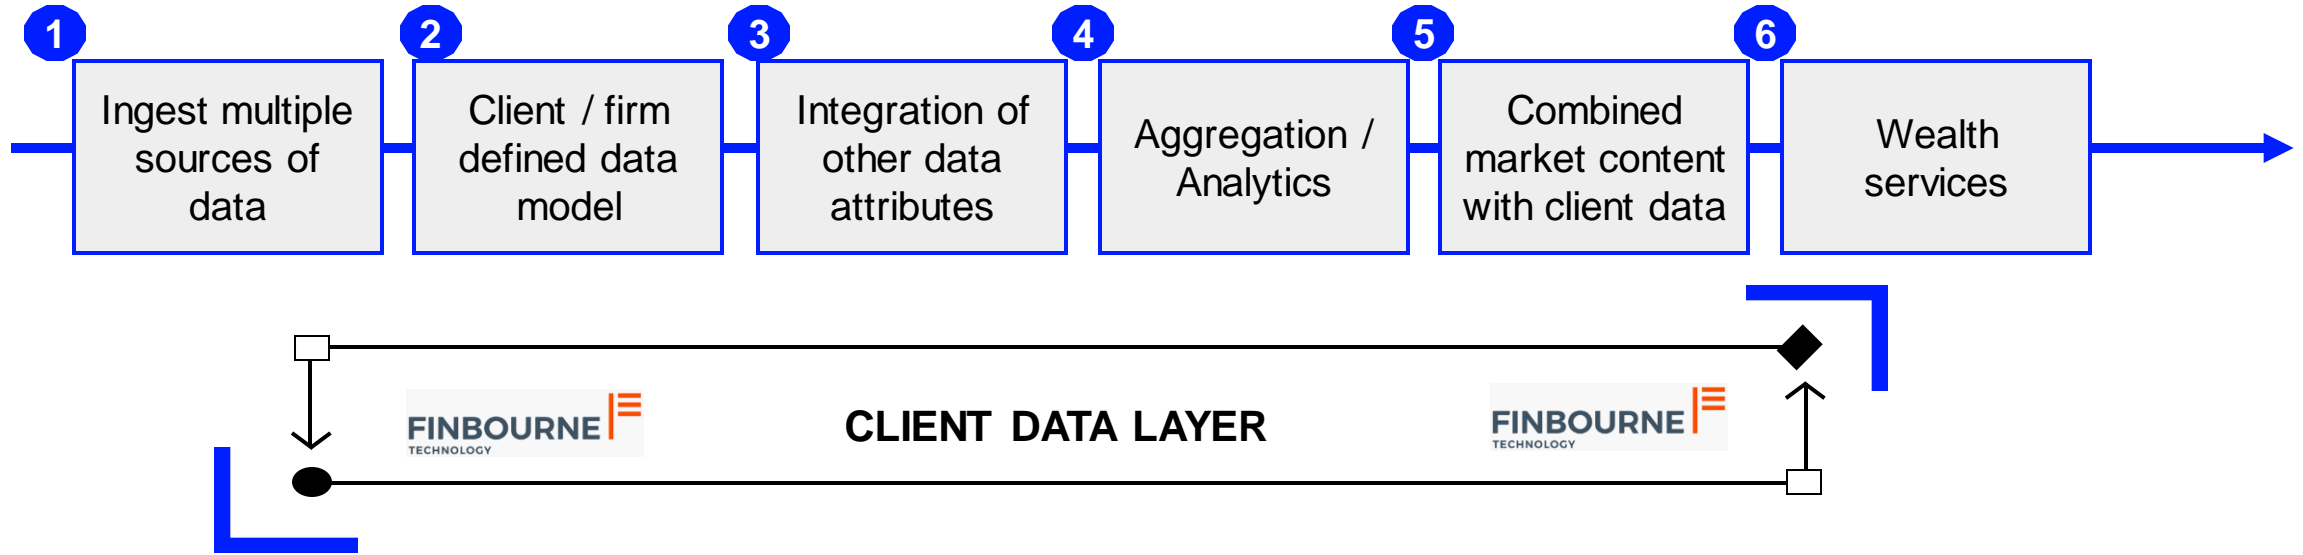 1
Ingest multiple
sources of
data
2
Client / firm
defined data
model
3
Integration of
other data
attributes
4
Aggregation /
Analytics
5
Combined
market content
with client data
6
Wealth
services
FINBOURNE
TECHNOLOGY
CLIENT DATA LAYER
FINBOURNE
TECHNOLOGY